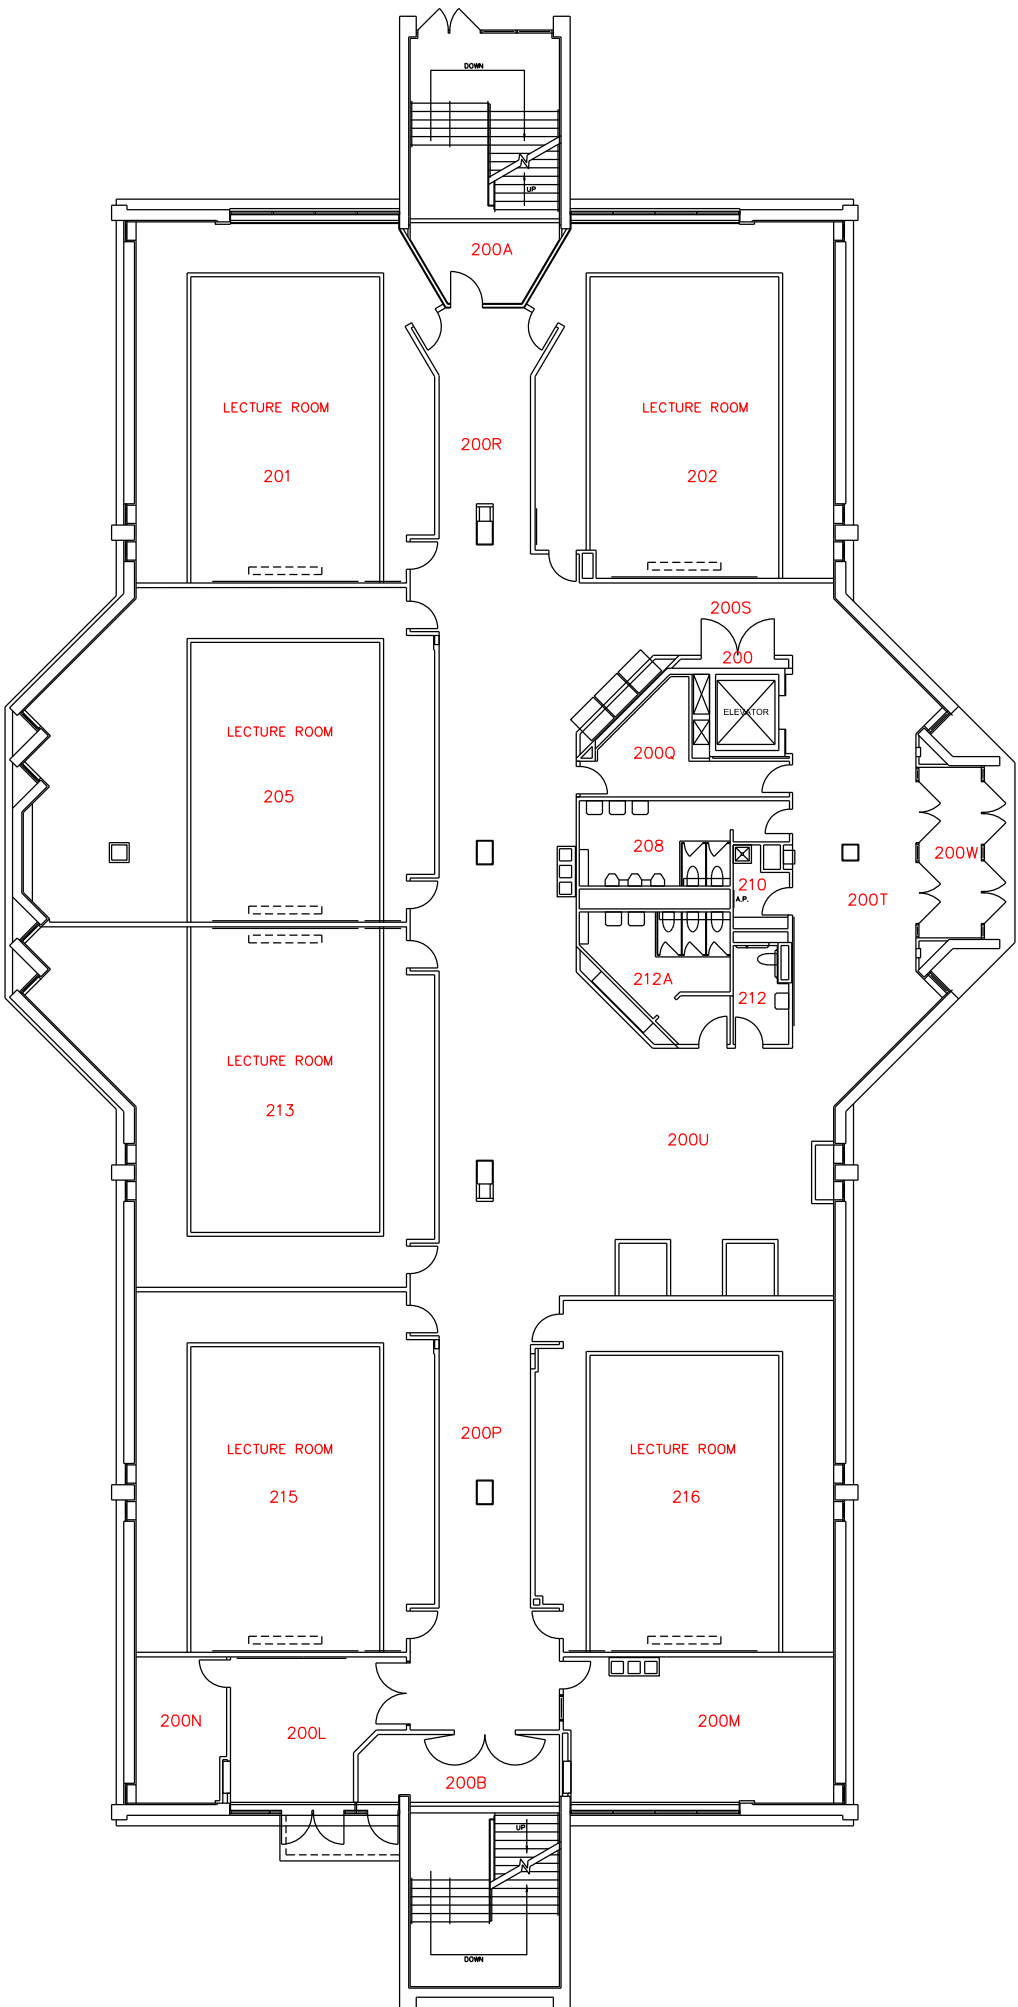 DOWN
UP
200A
LECTURE ROOM
LECTURE ROOM
200R
201
202
200S
200
ELEVATOR
LECTURE ROOM
200Q
205
208
200W
210
A.P.
200T
212A
212
LECTURE ROOM
213
200U
200P
LECTURE ROOM
LECTURE ROOM
215
216
200N
200L
200M
200B
UP
DOWN